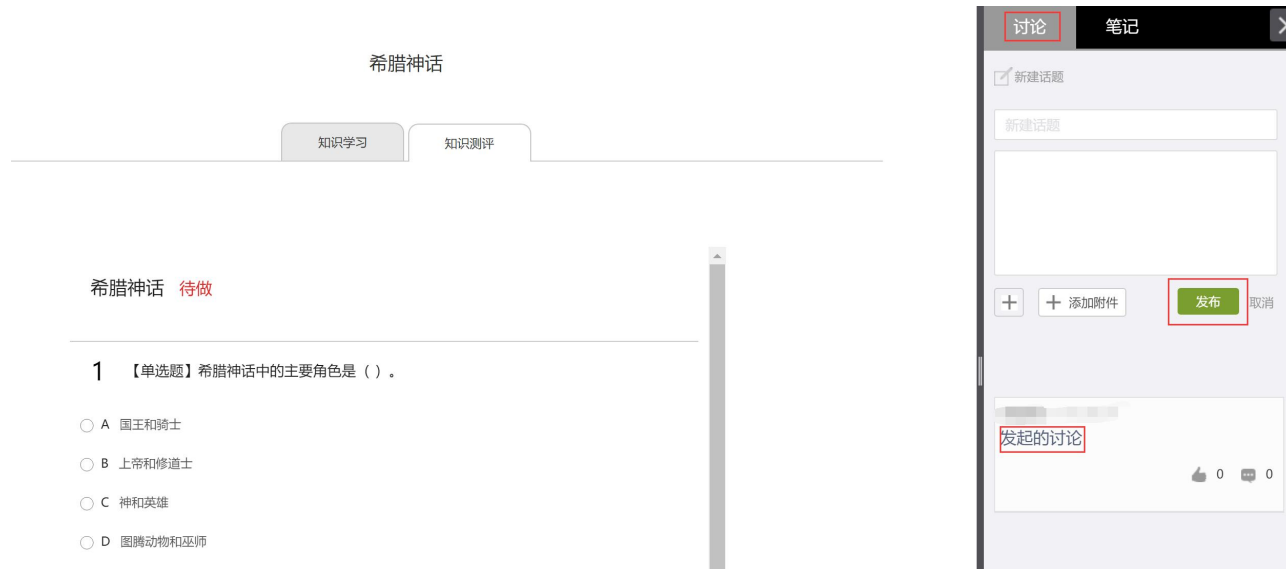 希腊神话
知识学习
知识测评
希腊神话 待做
1 【单选题】希腊神话中的主要角色是（ ）。
A 国王和骑士
B 上帝和修道士
C 神和英雄
D 图腾动物和巫师
讨论
笔记
新建话题
新建话题
添加附件
发布
取消
发起的讨论
0
0